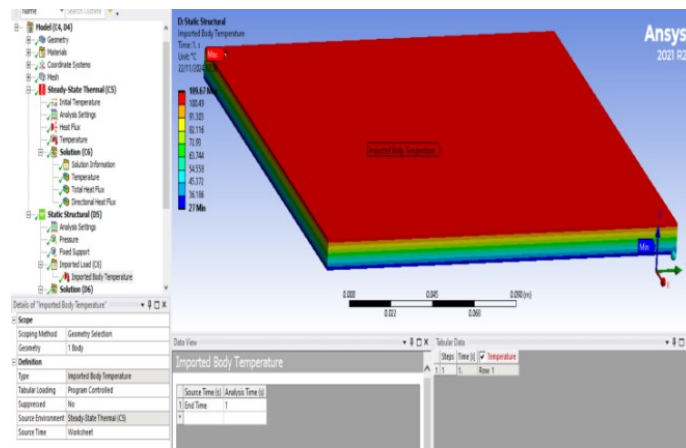 Name
Search Outline
Model (C4, D4)
Geometry
Materials
Coordinate Systems
Mesh
Steady-State Thermal (C5)
Initial Temperature
Analysis Settings
Heat Flux
Temperature
Solution (C6)
Solution Information
Temperature
Total Heat Flux
Directional Heat Flux
Static Structural (D5)
Analysis Settings
Pressure
Fixed Support
Imported Load (C6)
Imported Body Temperature
Solution (D6)
Details of "Imported Body Temperature"
Scope
Scoping Method Geometry Selection
Geometry 1 Body
Definition
Type Imported Body Temperature
Tabular Loading Program Controlled
Suppressed No
Source Environment Steady-State Thermal (C5)
Source Time Worksheet
D: Static Structural
Imported Body Temperature
Time: 1. s
Unit: °C
100.49
91.303
82.116
72.93
63.744
54.558
45.372
36.186
27 Min
Imported Body Temperature
Min
Ansys
2021 R2
0.000
0.045
0.090 (m)
0.022
0.068
Data View
Imported Body Temperature
Source Time (s) Analysis Time (s)
1 End Time 1
*
Tabular Data
Steps Time [s] Temperature
1 1 1. Row 1